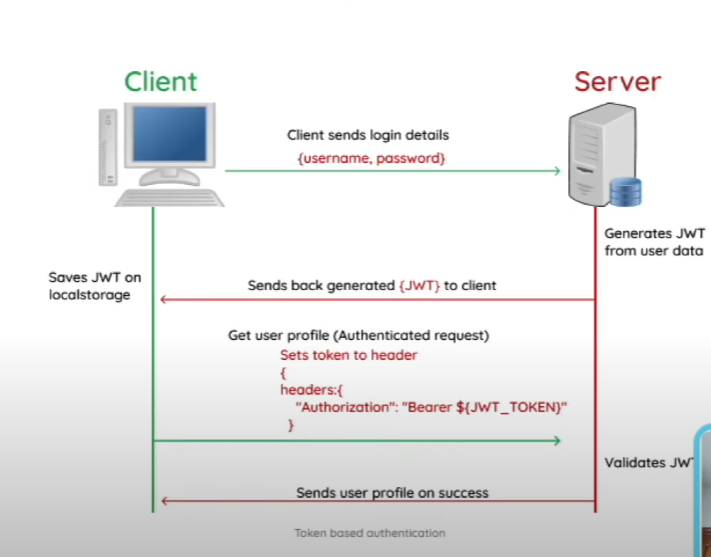 Client
Server
Client sends login details
{username, password}
Generates JWT
from user data
Saves JWT on
localstorage
Sends back generated {JWT} to client
Get user profile (Authenticated request)
Sets token to header
{
headers:{
"Authorization": "Bearer ${JWT_TOKEN}"
}
Validates JWT
Sends user profile on success
Token based authentication